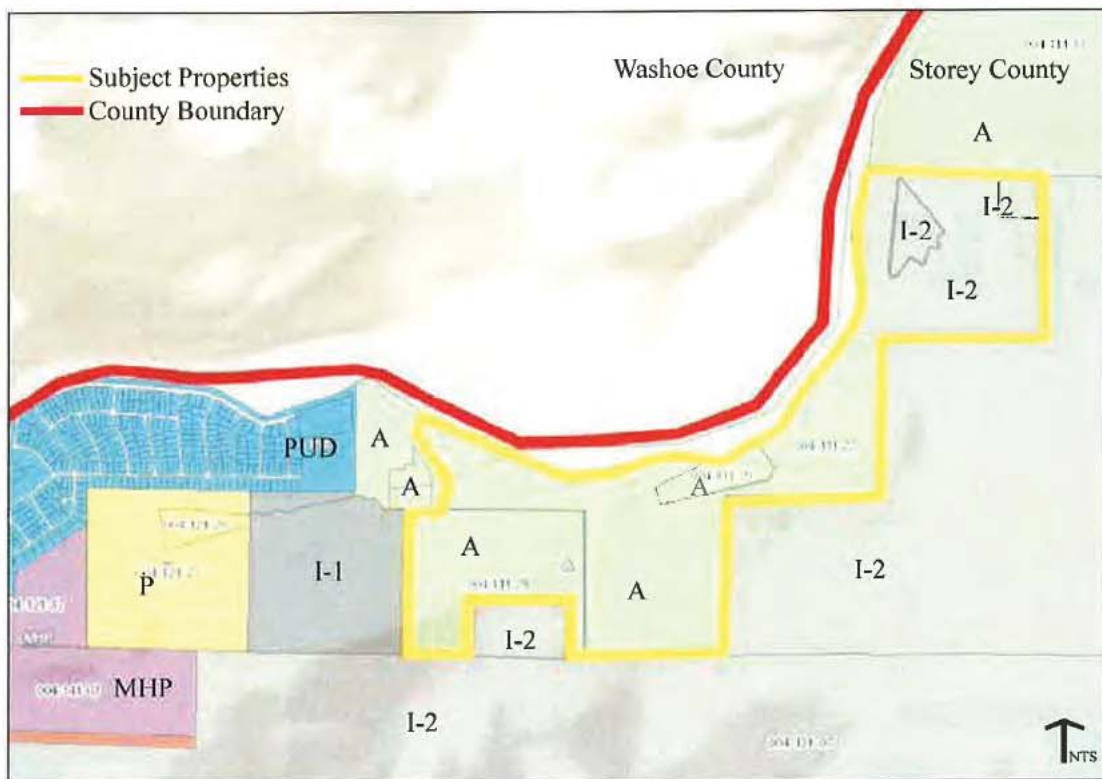 Subject Properties
County Boundary
Washoe County
Storey County
A
I-2
I-2
I-2
PUD
A
A
A
P
I-1
A
A
I-2
I-2
MHP
I-2
NTS